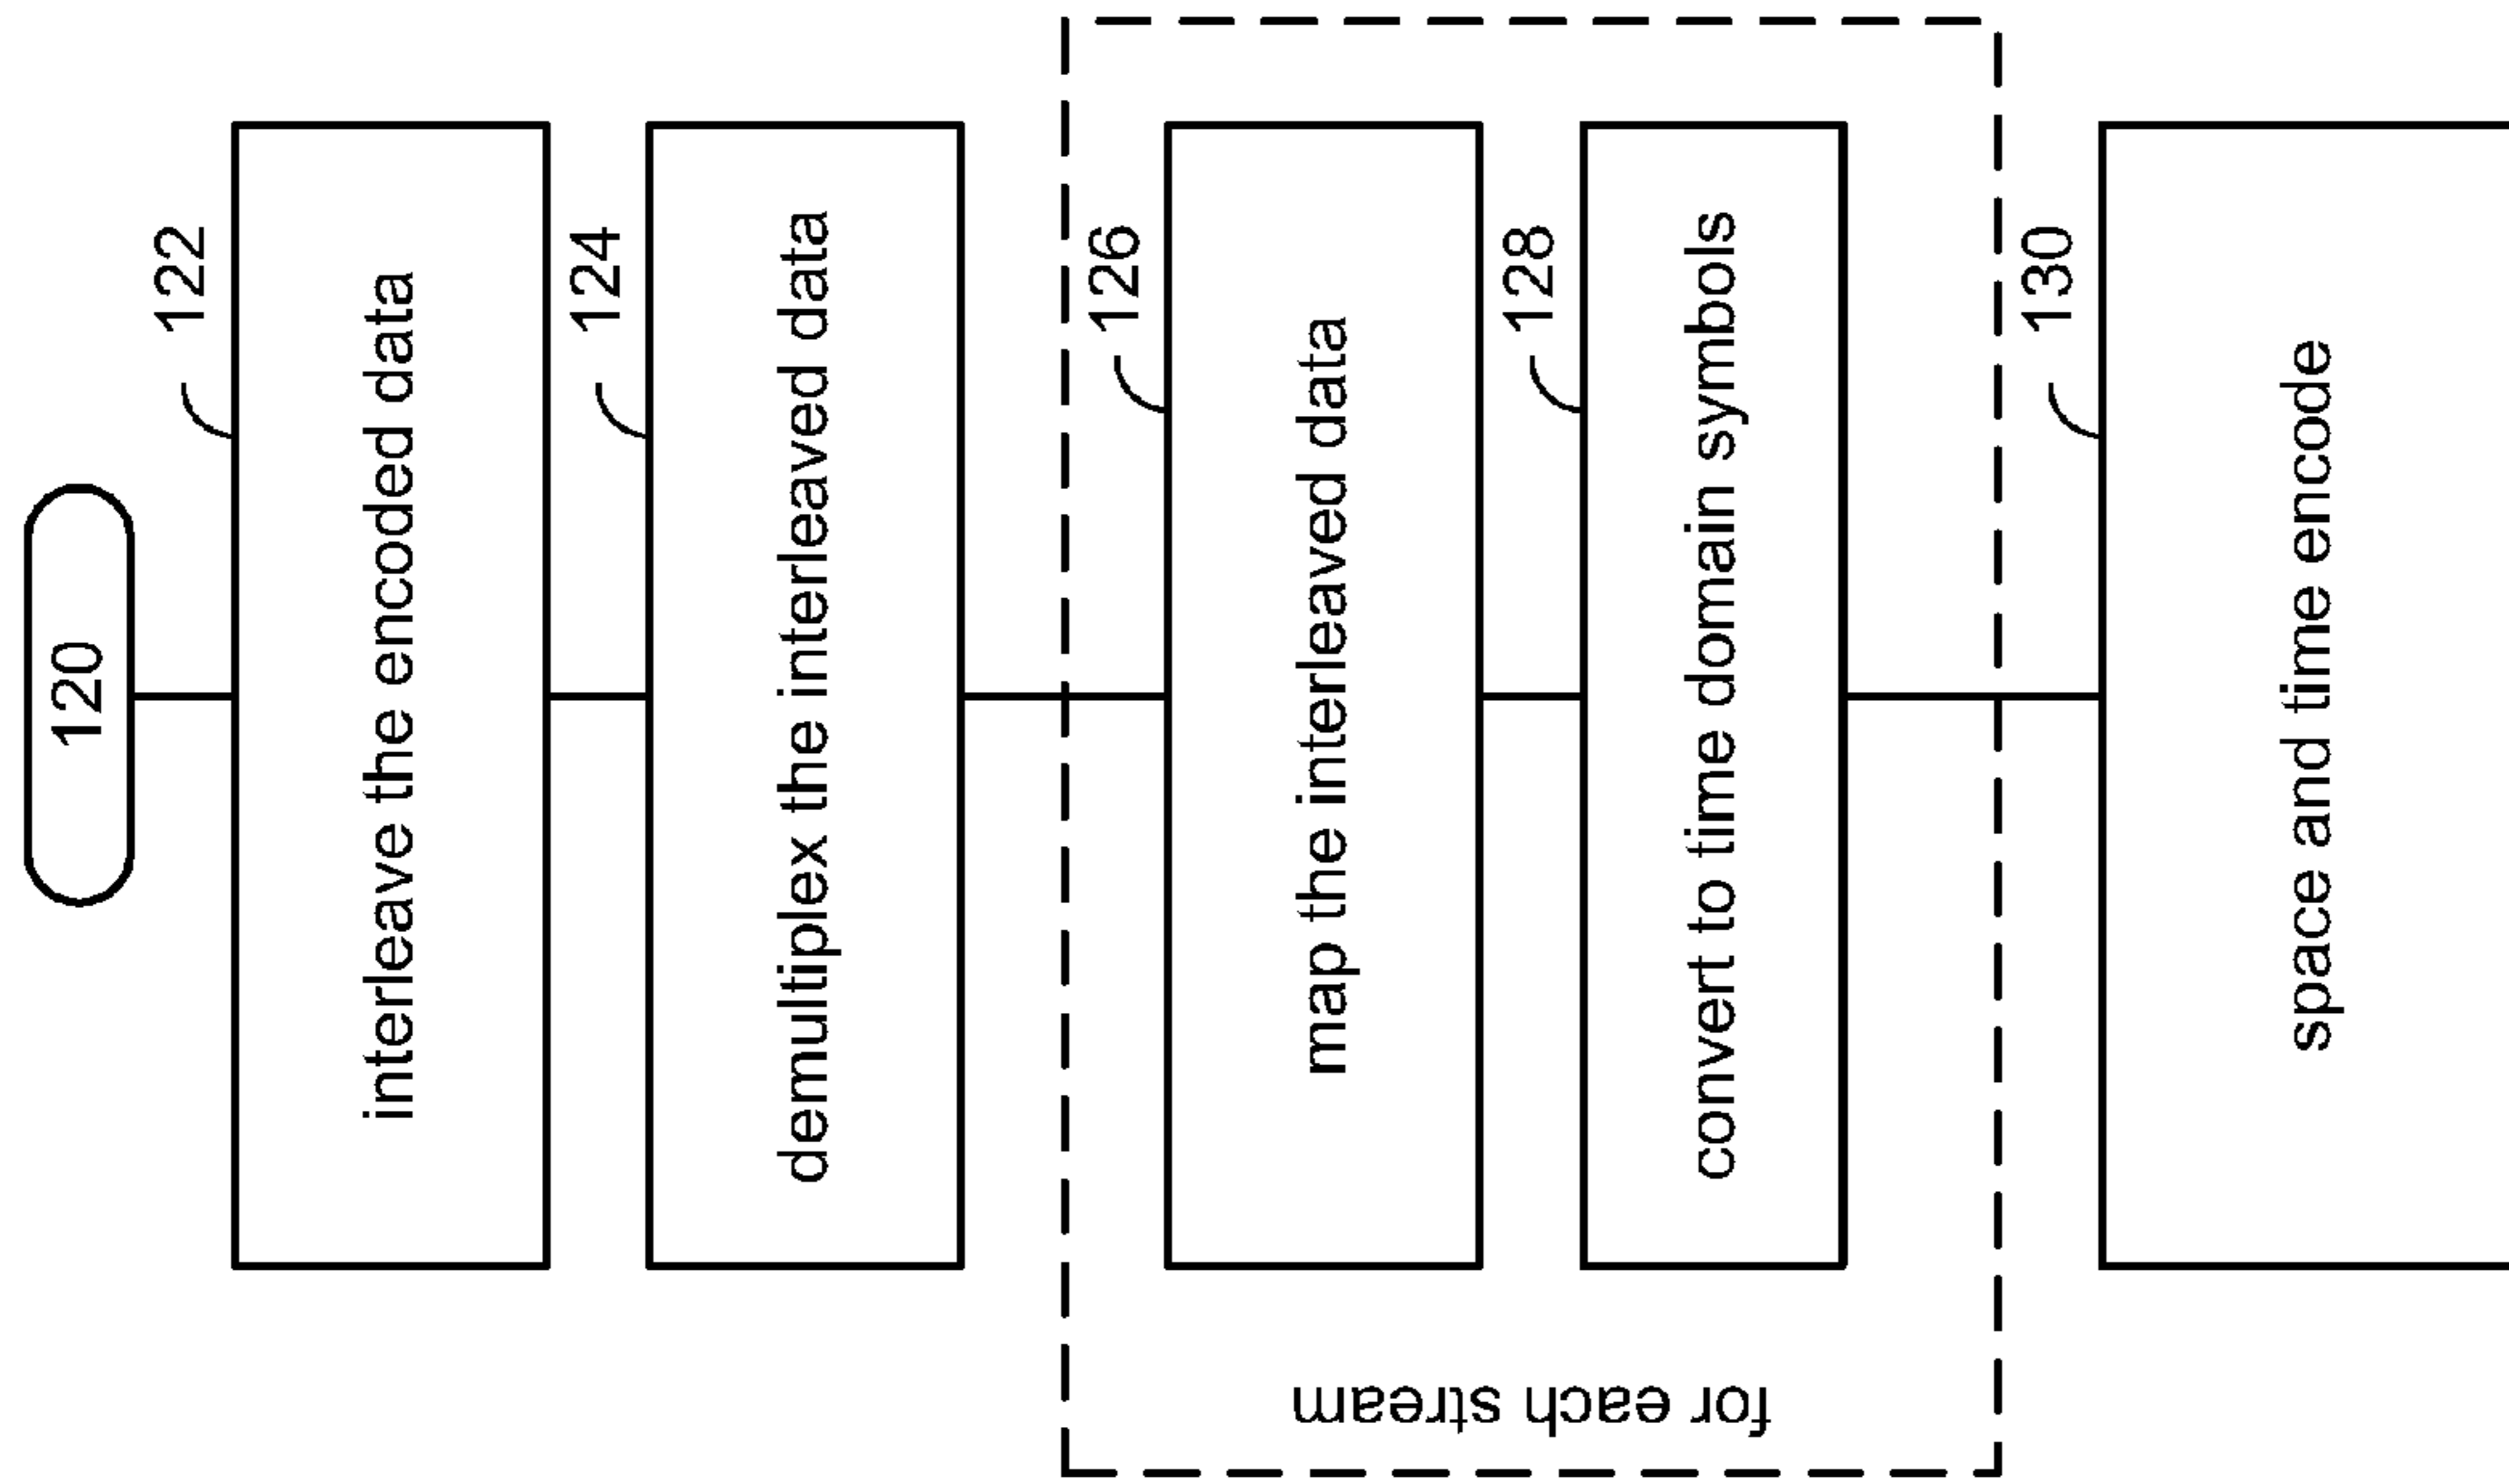 120
122
interleave the encoded data
124
demultiplex the interleaved data
for each stream
126
map the interleaved data
128
convert to time domain symbols
130
space and time encode